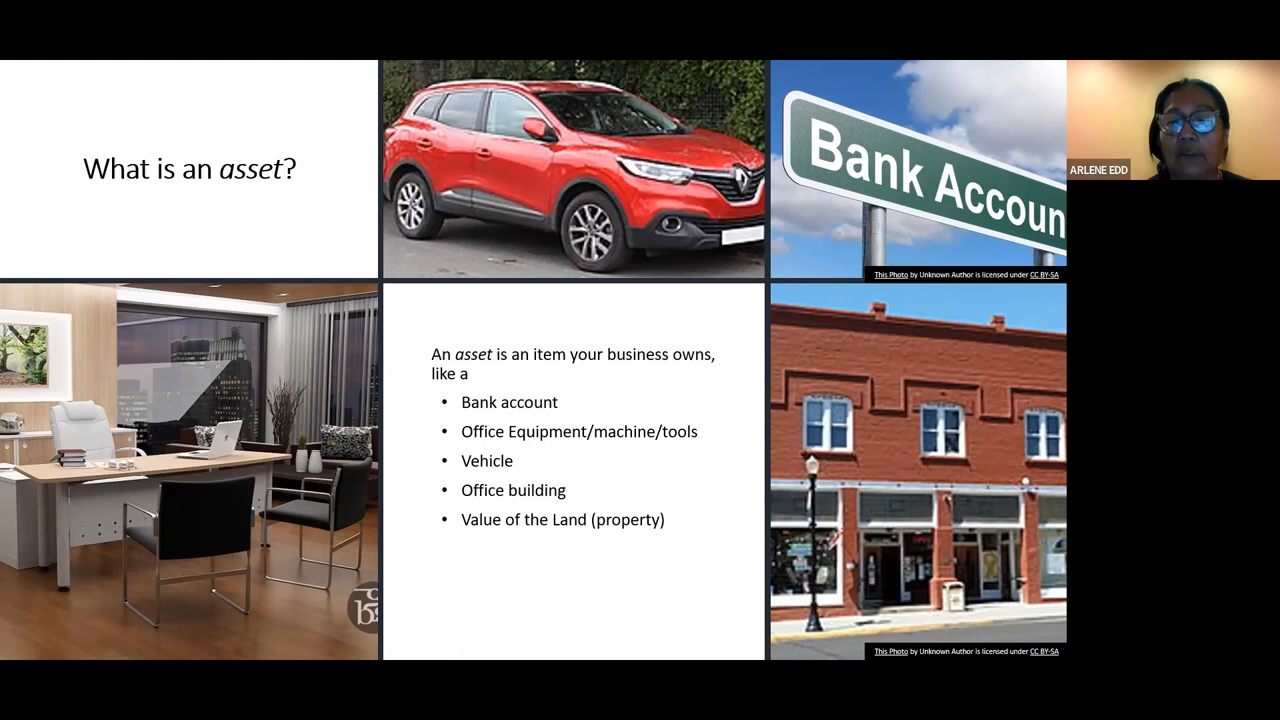 What is an asset?
Bank Accoun
ARLENE EDD
This Photo by Unknown Author is licensed under CC BY-SA
An asset is an item your business owns,
like a
• Bank account
• Office Equipment/machine/tools
• Vehicle
• Office building
• Value of the Land (property)
This Photo by Unknown Author is licensed under CC BY-SA